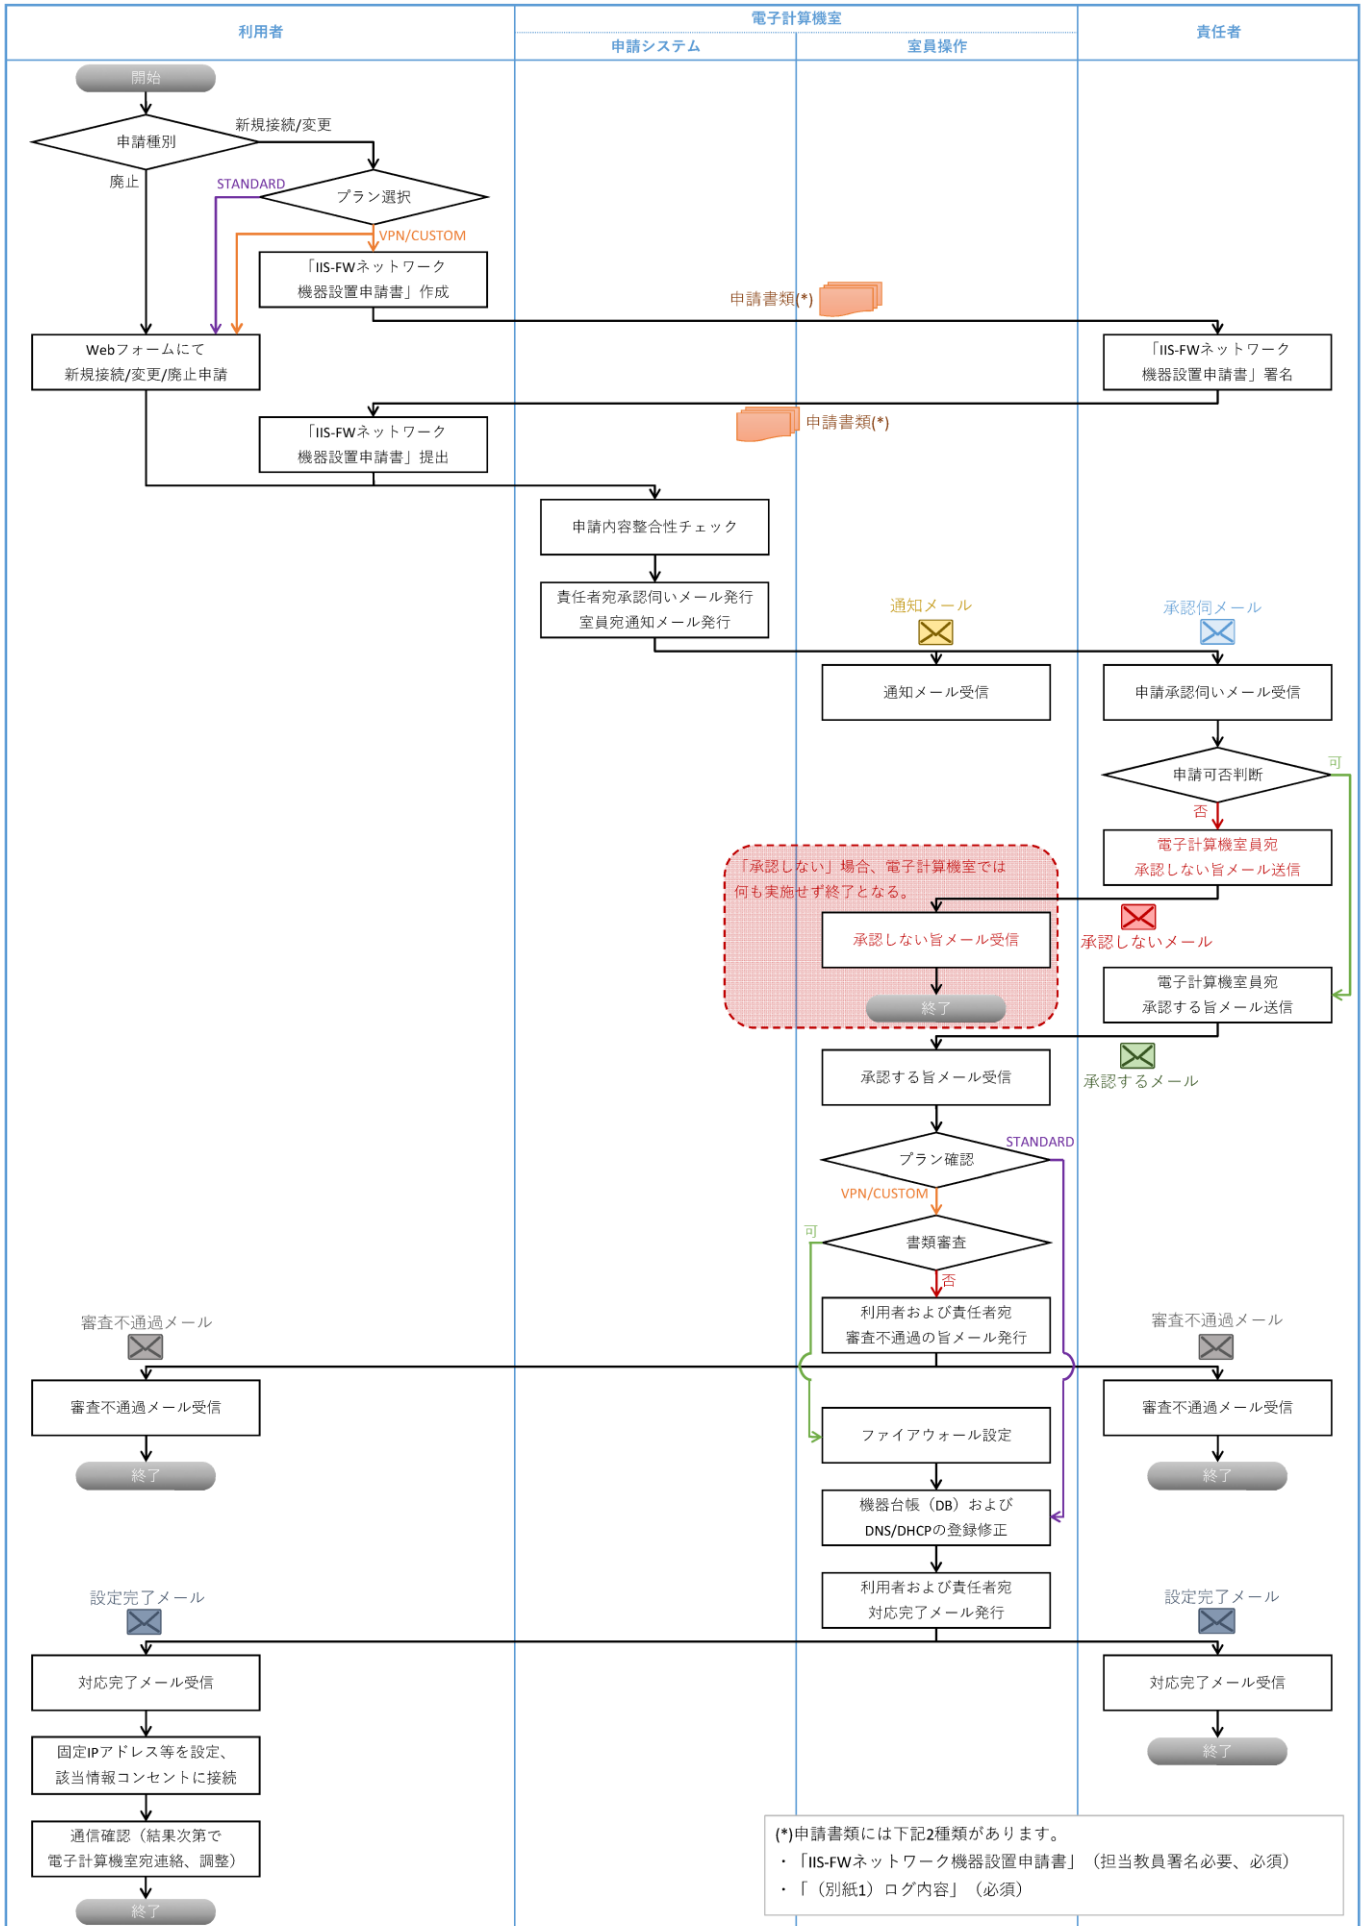 利用者
電子計算機室
責任者
申請システム
室員操作
開始
申請種別
新規接続/変更
廃止
STANDARD
プラン選択
VPN/CUSTOM
「IIS-FWネットワーク
機器設置申請書」作成
申請書類(*)
Webフォームにて
新規接続/変更/廃止申請
「IIS-FWネットワーク
機器設置申請書」署名
申請書類(*)
「IIS-FWネットワーク
機器設置申請書」提出
申請内容整合性チェック
責任者宛承認伺いメール発行
室員宛通知メール発行
通知メール
承認伺メール
通知メール受信
申請承認伺いメール受信
申請可否判断
可
否
電子計算機室員宛
承認しない旨メール送信
「承認しない」場合、電子計算機室では
何も実施せず終了となる。
承認しない旨メール受信
承認しないメール
終了
電子計算機室員宛
承認する旨メール送信
承認する旨メール受信
承認するメール
プラン確認
STANDARD
VPN/CUSTOM
書類審査
可
否
利用者および責任者宛
審査不通過の旨メール発行
審査不通過メール
審査不通過メール
審査不通過メール受信
審査不通過メール受信
終了
終了
ファイアウォール設定
機器台帳（DB）および
DNS/DHCPの登録修正
利用者および責任者宛
対応完了メール発行
設定完了メール
設定完了メール
対応完了メール受信
対応完了メール受信
終了
固定IPアドレス等を設定、
該当情報コンセントに接続
通信確認（結果次第で
電子計算機室宛連絡、調整）
終了
(*)申請書類には下記2種類があります。
・「IIS-FWネットワーク機器設置申請書」（担当教員署名必要、必須）
・「（別紙1）ログ内容」（必須）